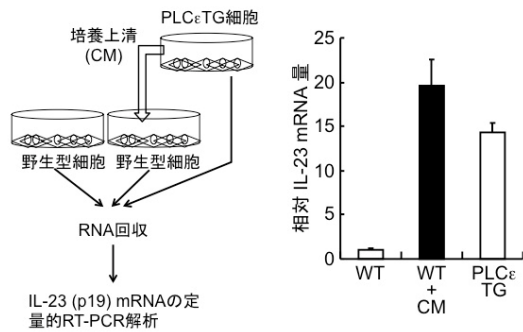 PLCεTG細胞
培養上清
(CM)
野生型細胞
野生型細胞
RNA回収
IL-23 (p19) mRNAの定
量的RT-PCR解析
相対 IL-23 mRNA 量
25
20
15
10
5
0
WT
WT
+
CM
PLCε
TG